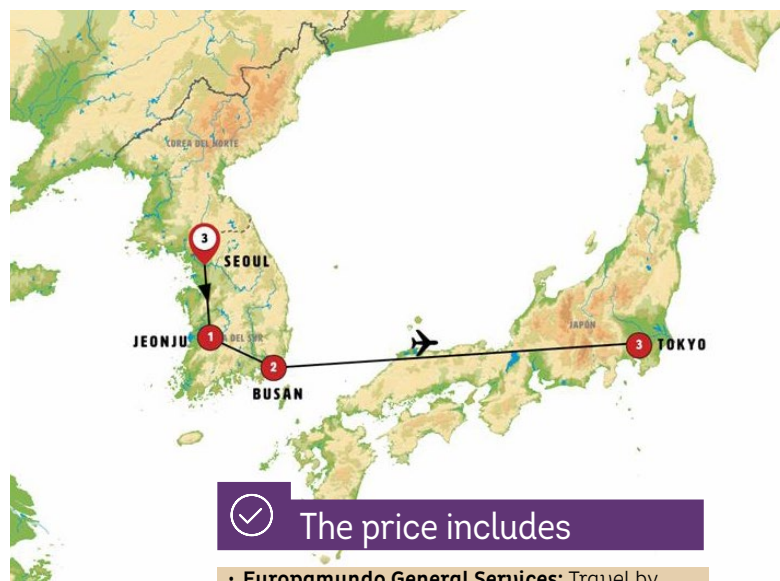 COREA DEL NORTE
3
SEOUL
JEONJU
1
A DEL SUR
2
BUSAN
JAPÓN
3
TOKYO
The price includes
• Europamundo General Services: Travel by